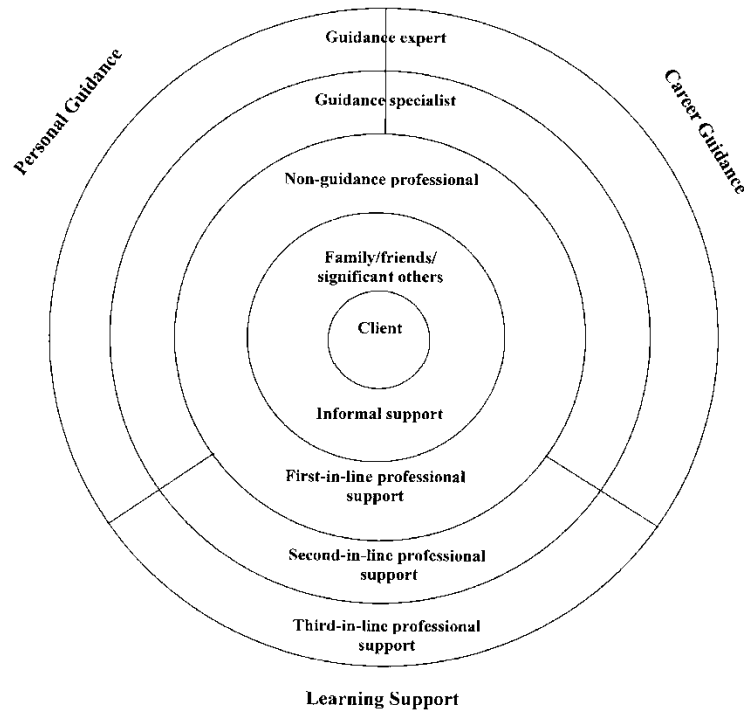 Guidance expert
Personal Guidance
Career Guidance
Guidance specialist
Non-guidance professional
Family/friends/
significant others
Client
Informal support
First-in-line professional
support
Second-in-line professional
support
Third-in-line professional
support
Learning Support